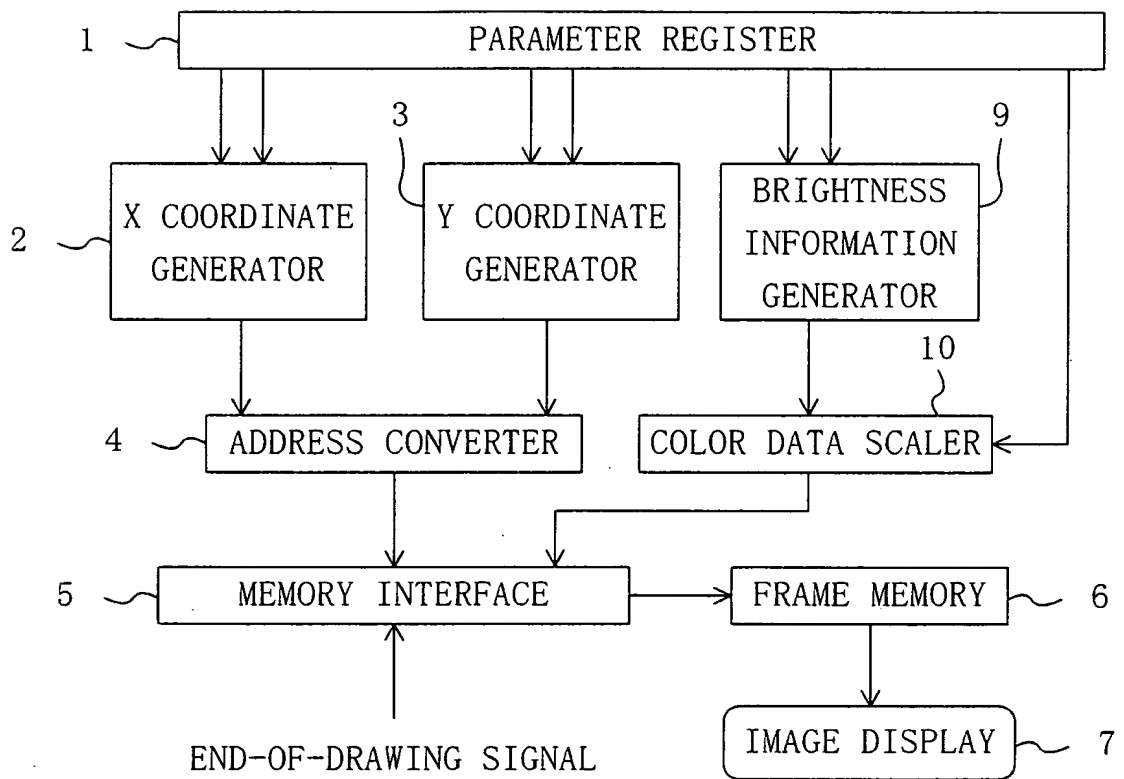 1
PARAMETER REGISTER
3
9
2
X COORDINATE
GENERATOR
Y COORDINATE
GENERATOR
BRIGHTNESS
INFORMATION
GENERATOR
10
4
ADDRESS CONVERTER
COLOR DATA SCALER
5
MEMORY INTERFACE
FRAME MEMORY
6
END-OF-DRAWING SIGNAL
IMAGE DISPLAY
7